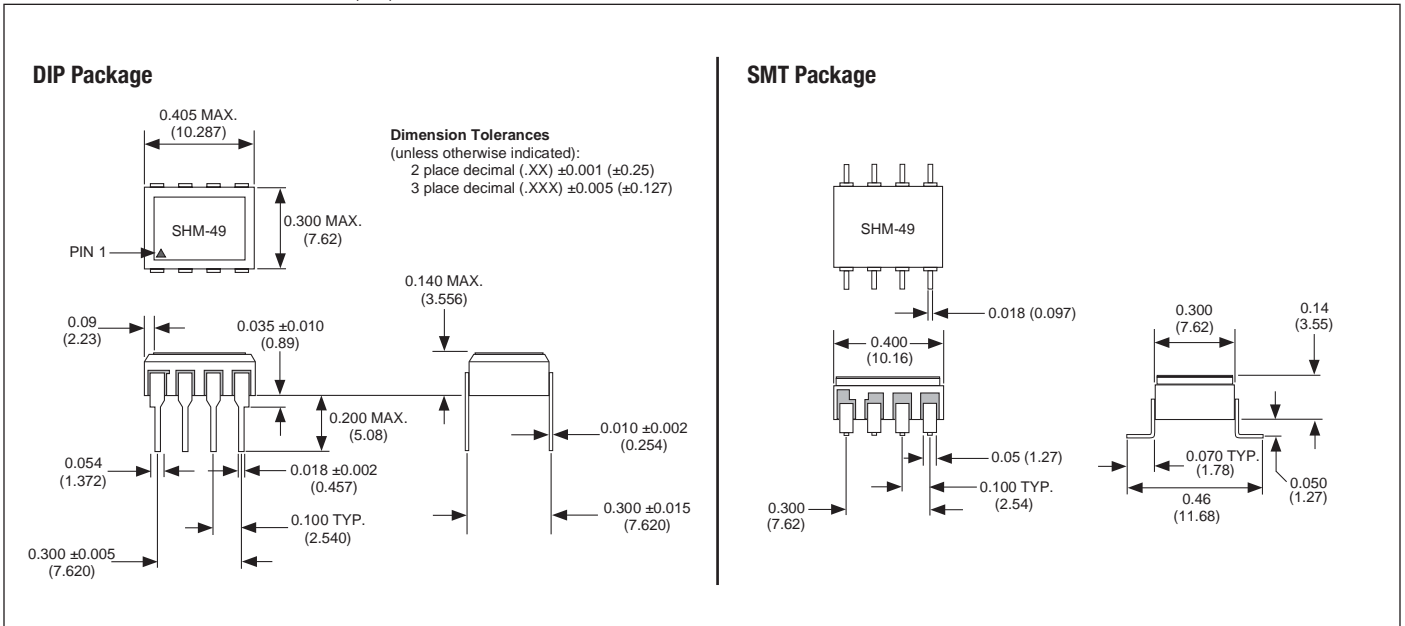 DIP Package
0.405 MAX.
(10.287)
Dimension Tolerances
(unless otherwise indicated):
2 place decimal (.XX) ±0.001 (±0.25)
3 place decimal (.XXX) ±0.005 (±0.127)
SHM-49
0.300 MAX.
(7.62)
PIN 1
0.140 MAX.
(3.556)
0.09
(2.23)
0.035 ±0.010
(0.89)
0.200 MAX.
(5.08)
0.010 ±0.002
(0.254)
0.054
(1.372)
0.018 ±0.002
(0.457)
0.100 TYP.
(2.540)
0.300 ±0.015
(7.620)
0.300 ±0.005
(7.620)
SMT Package
SHM-49
0.018 (0.097)
0.400
(10.16)
0.300
(7.62)
0.14
(3.55)
0.05 (1.27)
0.100 TYP.
(2.54)
0.300
(7.62)
0.070 TYP.
(1.78)
0.050
(1.27)
0.46
(11.68)